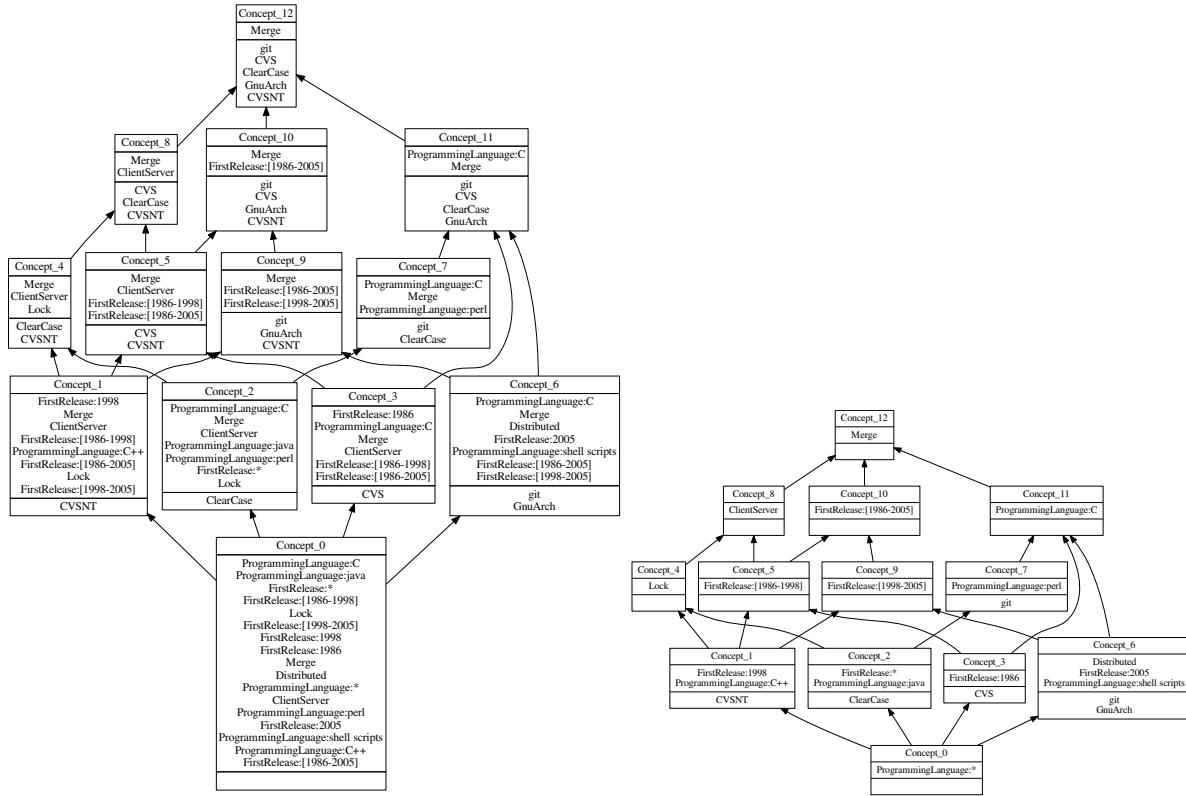 Concept_12
Merge
git
CVS
ClearCase
GnuArch
CVSNT
Concept_8
Merge
ClientServer
CVS
ClearCase
CVSNT
Concept_10
Merge
FirstRelease:[1986-2005]
git
CVS
GnuArch
CVSNT
Concept_11
ProgrammingLanguage:C
Merge
git
CVS
ClearCase
GnuArch
Concept_4
Merge
ClientServer
Lock
ClearCase
CVSNT
Concept_5
Merge
ClientServer
FirstRelease:[1986-1998]
FirstRelease:[1986-2005]
CVS
CVSNT
Concept_9
Merge
FirstRelease:[1986-2005]
FirstRelease:[1998-2005]
git
GnuArch
CVSNT
Concept_7
ProgrammingLanguage:C
Merge
ProgrammingLanguage:perl
git
ClearCase
Concept_1
FirstRelease:1998
Merge
ClientServer
FirstRelease:[1986-1998]
ProgrammingLanguage:C++
FirstRelease:[1986-2005]
Lock
FirstRelease:[1998-2005]
CVSNT
Concept_2
ProgrammingLanguage:C
Merge
ClientServer
ProgrammingLanguage:java
ProgrammingLanguage:perl
FirstRelease:*
Lock
ClearCase
Concept_3
FirstRelease:1986
ProgrammingLanguage:C
Merge
ClientServer
FirstRelease:[1986-1998]
FirstRelease:[1986-2005]
CVS
Concept_6
ProgrammingLanguage:C
Merge
Distributed
FirstRelease:2005
ProgrammingLanguage:shell scripts
FirstRelease:[1986-2005]
FirstRelease:[1998-2005]
git
GnuArch
Concept_0
ProgrammingLanguage:C
ProgrammingLanguage:java
FirstRelease:*
FirstRelease:[1986-1998]
Lock
FirstRelease:[1998-2005]
FirstRelease:1998
FirstRelease:1986
Merge
Distributed
ProgrammingLanguage:*
ClientServer
ProgrammingLanguage:perl
FirstRelease:2005
ProgrammingLanguage:shell scripts
ProgrammingLanguage:C++
FirstRelease:[1986-2005]
Concept_12
Merge
Concept_8
ClientServer
Concept_10
FirstRelease:[1986-2005]
Concept_11
ProgrammingLanguage:C
Concept_4
Lock
Concept_5
FirstRelease:[1986-1998]
Concept_9
FirstRelease:[1998-2005]
Concept_7
ProgrammingLanguage:perl
git
Concept_1
FirstRelease:1998
ProgrammingLanguage:C++
CVSNT
Concept_2
FirstRelease:*
ProgrammingLanguage:java
ClearCase
Concept_3
FirstRelease:1986
CVS
Concept_6
Distributed
FirstRelease:2005
ProgrammingLanguage:shell scripts
git
GnuArch
Concept_0
ProgrammingLanguage:*